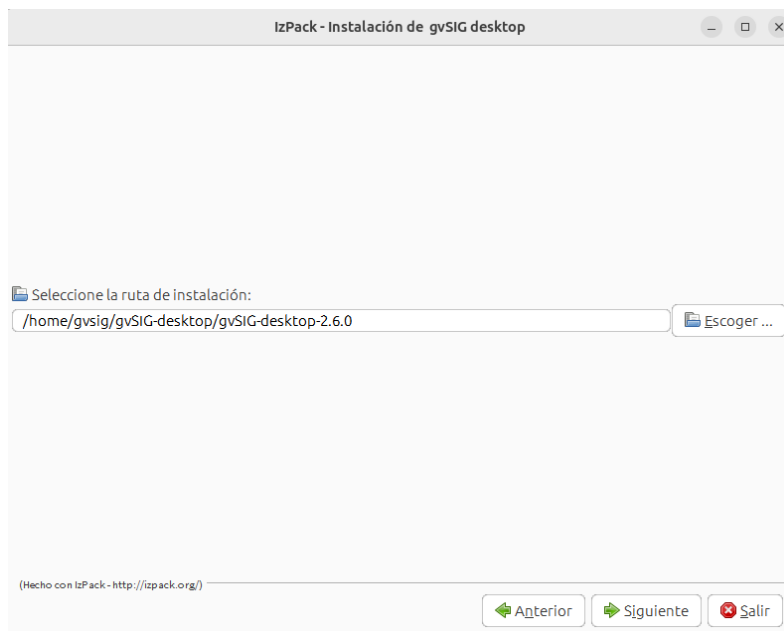 IzPack - Instalación de gvSIG desktop
Seleccione la ruta de instalación:
/home/gvsig/gvSIG-desktop/gvSIG-desktop-2.6.0
Escoger ...
(Hecho con IzPack - http://izpack.org/)
Anterior
Siguiente
Salir